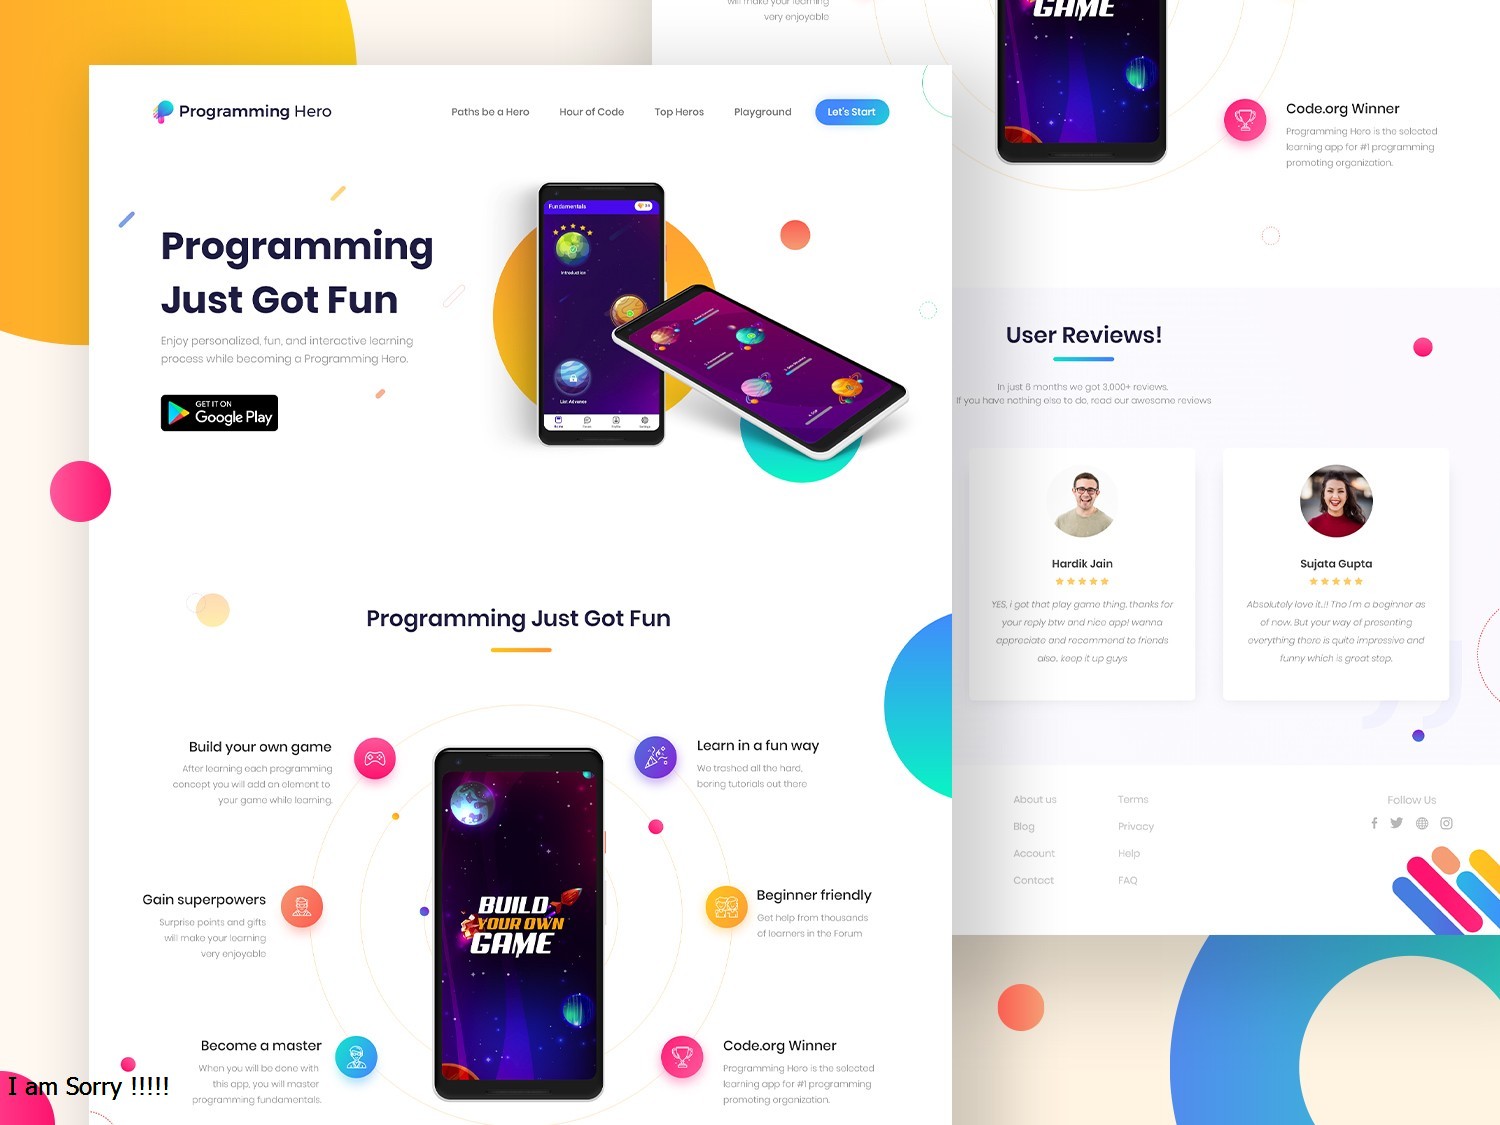 Programming Hero
Paths be a Hero
Hour of Code
Top Heros
Playground
Let's Start
Programming
Just Got Fun
Enjoy personalized, fun, and interactive learning
process while becoming a Programming Hero.
GET IT ON
Google Play
Fundamentals
Introduction
List Advance
Programming Just Got Fun
Build your own game
After learning each programming
concept you will add an element to
your game while learning.
Learn in a fun way
We trashed all the hard,
boring tutorials out there
Gain superpowers
Surprise points and gifts
will make your learning
very enjoyable
BUILD
YOUR OWN
GAME
Beginner friendly
Get help from thousands
of learners in the Forum
Become a master
When you will be done with
this app, you will master
programming fundamentals.
Code.org Winner
Programming Hero is the selected
learning app for #1 programming
promoting organization.
I am Sorry !!!!!
will make your learning
very enjoyable
GAME
Code.org Winner
Programming Hero is the selected
learning app for #1 programming
promoting organization.
User Reviews!
In just 6 months we got 3,000+ reviews.
If you have nothing else to do, read our awesome reviews
Hardik Jain
YES, i got that play game thing, thanks for
your reply btw and nice app! wanna
appreciate and recommend to friends
also, keep it up guys
Sujata Gupta
Absolutely love it..!! Tho I'm a beginner as
of now. But your way of presenting
everything there is quite impressive and
funny which is great step.
About us
Blog
Account
Contact
Terms
Privacy
Help
FAQ
Follow Us